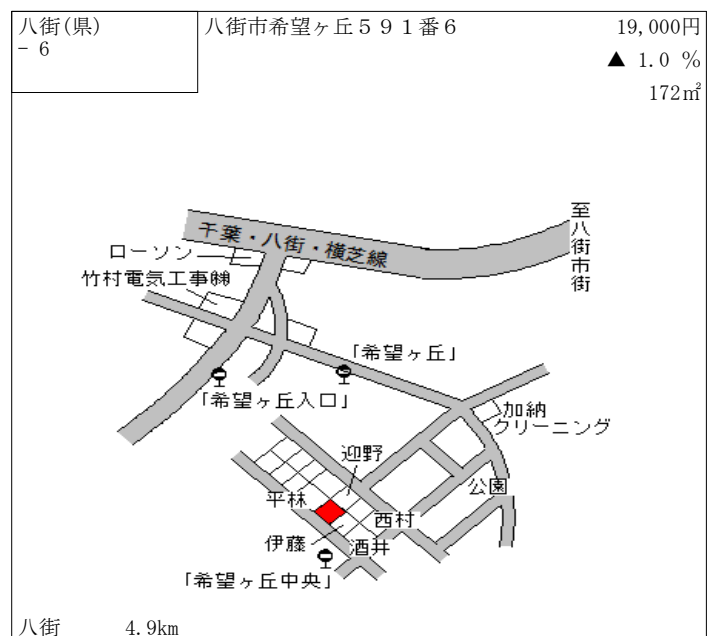 八街(県)
- 6
八街市希望ヶ丘５９１番６
19,000円
▲ 1.0 %
172㎡
千葉・八街・横芝線
至八街市街
ローソン
竹村電気工事㈱
「希望ヶ丘」
「希望ヶ丘入口」
加納
クリーニング
迎野
公園
平林
西村
伊藤
酒井
「希望ヶ丘中央」
八街 4.9km